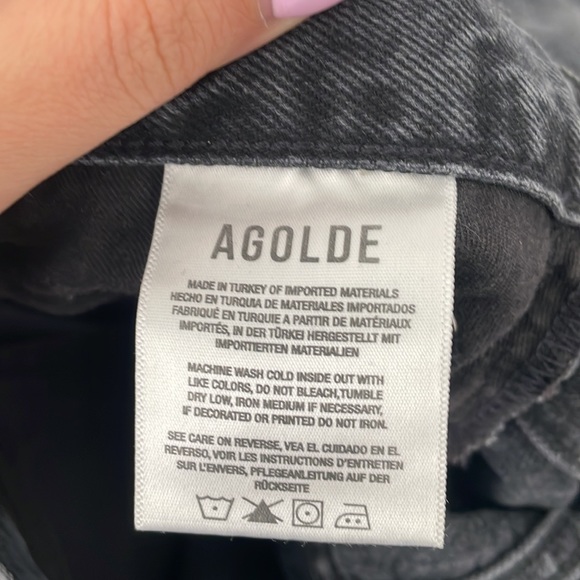 AGOLDE
MADE IN TURKEY OF IMPORTED MATERIALS
HECHO EN TURQUIA DE MATERIALES IMPORTADOS
FABRIQUÉ EN TURQUIE A PARTIR DE MATÉRIAUX
IMPORTÉS, IN DER TÜRKEI HERGESTELLT MIT
IMPORTIERTEN MATERIALIEN
MACHINE WASH COLD INSIDE OUT WITH
LIKE COLORS, DO NOT BLEACH,TUMBLE
DRY LOW, IRON MEDIUM IF NECESSARY,
IF DECORATED OR PRINTED DO NOT IRON.
SEE CARE ON REVERSE, VEA EL CUIDADO EN EL
REVERSO, VOIR LES INSTRUCTIONS D'ENTRETIEN
SUR L'ENVERS, PFLEGEANLEITUNG AUF DER
RÜCKSEITE